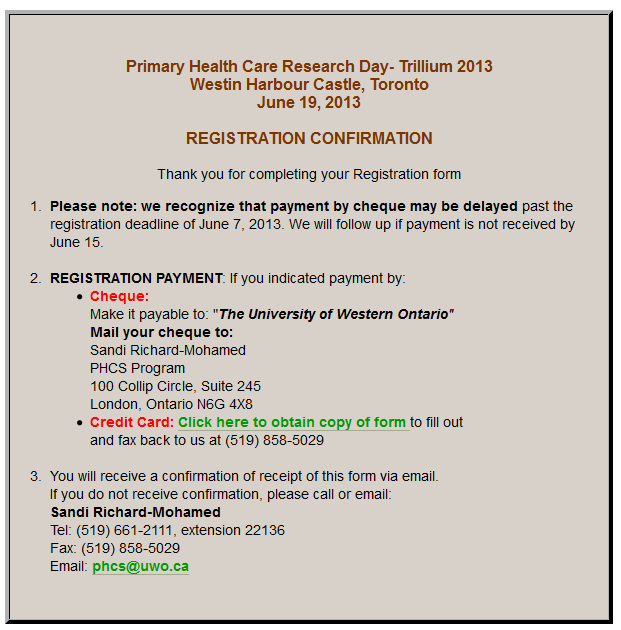 Primary Health Care Research Day- Trillium 2013
Westin Harbour Castle, Toronto
June 19, 2013
REGISTRATION CONFIRMATION
Thank you for completing your Registration form
1. Please note: we recognize that payment by cheque may be delayed past the
registration deadline of June 7, 2013. We will follow up if payment is not received by
June 15.
2. REGISTRATION PAYMENT: If you indicated payment by:
• Cheque:
Make it payable to: "The University of Western Ontario"
Mail your cheque to:
Sandi Richard-Mohamed
PHCS Program
100 Collip Circle, Suite 245
London, Ontario N6G 4X8
• Credit Card: Click here to obtain copy of form to fill out
and fax back to us at (519) 858-5029
3. You will receive a confirmation of receipt of this form via email.
If you do not receive confirmation, please call or email:
Sandi Richard-Mohamed
Tel: (519) 661-2111, extension 22136
Fax: (519) 858-5029
Email: phcs@uwo.ca